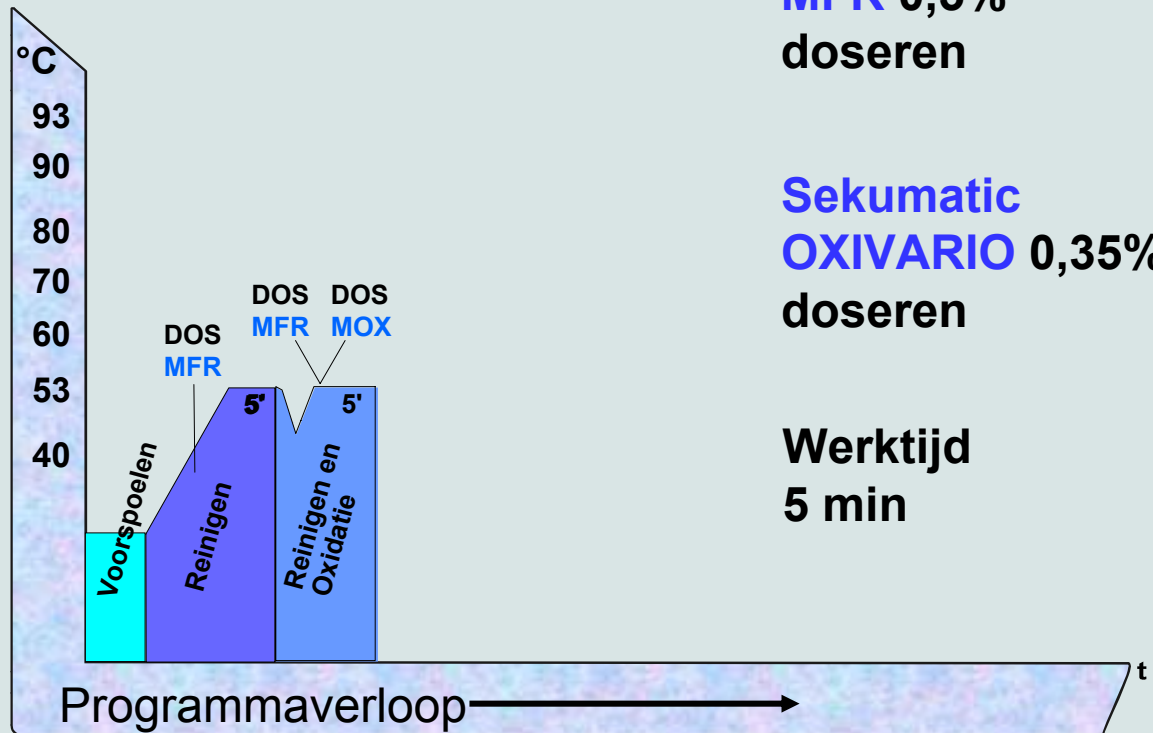 °C
93
90
80
70
60
53
40
DOS
MFR
DOS
MFR
DOS
MOX
5'
5'
Voorspoelen
Reinigen
Reinigen en
Oxidatie
Programmaverloop
t
MFR
doseren
Sekumatic
OXIVARIO 0,35%
doseren
Werktijd
5 min